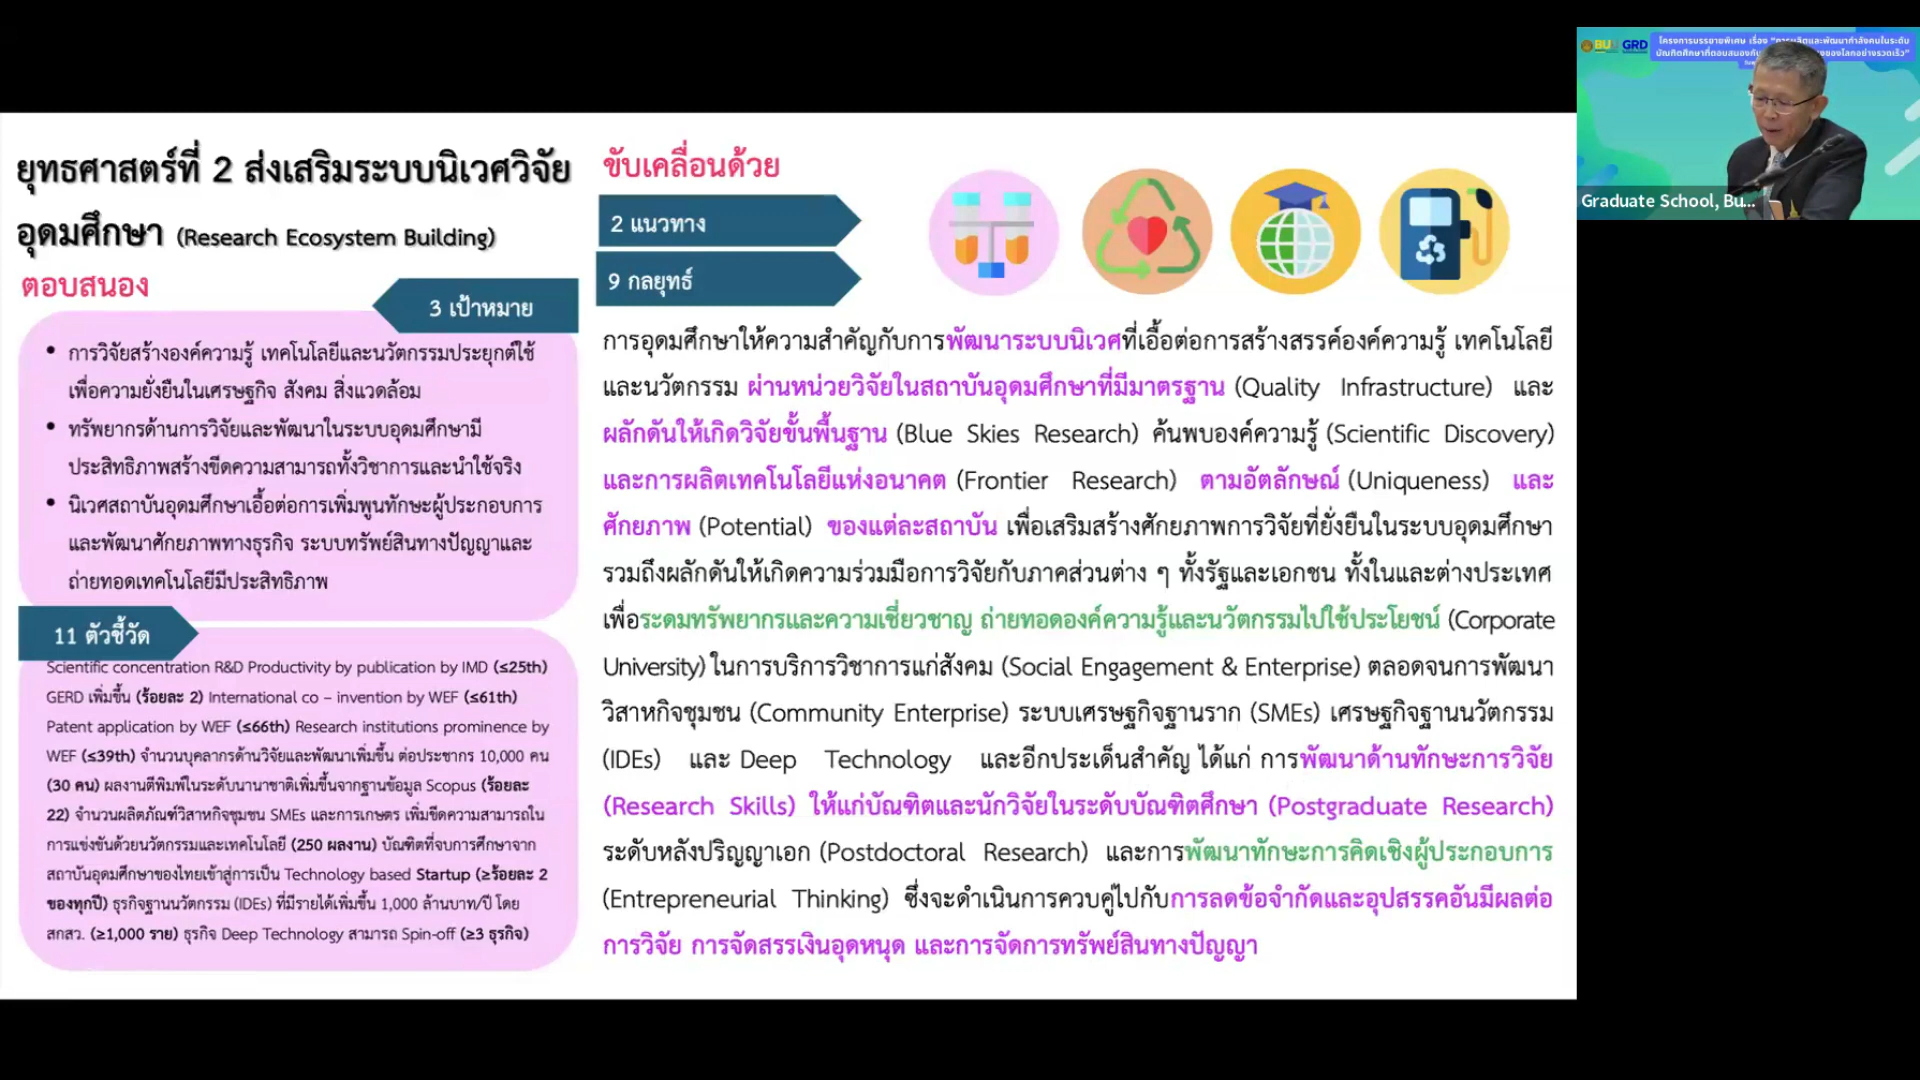 ยุทธศาสตร์ที่ 2 ส่งเสริมระบบนิเวศวิจัย
อุดมศึกษา (Research Ecosystem Building)
ตอบสนอง
3 เป้าหมาย
• การวิจัยสร้างองค์ความรู้ เทคโนโลยีและนวัตกรรมประยุกต์ใช้
เพื่อความยั่งยืนในเศรษฐกิจ สังคม สิ่งแวดล้อม
• ทรัพยากรด้านการวิจัยและพัฒนาในระบบอุดมศึกษามี
ประสิทธิภาพสร้างขีดความสามารถทั้งวิชาการและนำใช้จริง
• นิเวศสถาบันอุดมศึกษาเอื้อต่อการเพิ่มพูนทักษะผู้ประกอบการ
และพัฒนาศักยภาพทางธุรกิจ ระบบทรัพย์สินทางปัญญาและ
ถ่ายทอดเทคโนโลยีมีประสิทธิภาพ
11 ตัวชี้วัด
Scientific concentration R&D Productivity by publication by IMD (≤25th)
GERD เพิ่มขึ้น (ร้อยละ 2) International co – invention by WEF (≤61th)
Patent application by WEF (≤66th) Research institutions prominence by
WEF (≤39th) จำนวนบุคลากรด้านวิจัยและพัฒนาเพิ่มขึ้น ต่อประชากร 10,000 คน
(30 คน) ผลงานตีพิมพ์ในระดับนานาชาติเพิ่มขึ้นจากฐานข้อมูล Scopus (ร้อยละ
22) จำนวนผลิตภัณฑ์วิสาหกิจชุมชน SMEs และการเกษตร เพิ่มขีดความสามารถใน
การแข่งขันด้วยนวัตกรรมและเทคโนโลยี (250 ผลงาน) บัณฑิตที่จบการศึกษาจาก
สถาบันอุดมศึกษาของไทยเข้าสู่การเป็น Technology based Startup (≥ร้อยละ 2
ของทุกปี) ธุรกิจฐานนวัตกรรม (IDEs) ที่มีรายได้เพิ่มขึ้น 1,000 ล้านบาท/ปี โดย
สกสว. (≥1,000 ราย) ธุรกิจ Deep Technology สามารถ Spin-off (≥3 ธุรกิจ)
ขับเคลื่อนด้วย
2 แนวทาง
9 กลยุทธ์
การอุดมศึกษาให้ความสำคัญกับการพัฒนาระบบนิเวศที่เอื้อต่อการสร้างสรรค์องค์ความรู้ เทคโนโลยี
และนวัตกรรม ผ่านหน่วยวิจัยในสถาบันอุดมศึกษาที่มีมาตรฐาน (Quality Infrastructure) และ
ผลักดันให้เกิดวิจัยขั้นพื้นฐาน (Blue Skies Research) ค้นพบองค์ความรู้ (Scientific Discovery)
และการผลิตเทคโนโลยีแห่งอนาคต (Frontier Research) ตามอัตลักษณ์ (Uniqueness) และ
ศักยภาพ (Potential) ของแต่ละสถาบัน เพื่อเสริมสร้างศักยภาพการวิจัยที่ยั่งยืนในระบบอุดมศึกษา
รวมถึงผลักดันให้เกิดความร่วมมือการวิจัยกับภาคส่วนต่าง ๆ ทั้งรัฐและเอกชน ทั้งในและต่างประเทศ
เพื่อระดมทรัพยากรและความเชี่ยวชาญ ถ่ายทอดองค์ความรู้และนวัตกรรมไปใช้ประโยชน์ (Corporate
University) ในการบริการวิชาการแก่สังคม (Social Engagement & Enterprise) ตลอดจนการพัฒนา
วิสาหกิจชุมชน (Community Enterprise) ระบบเศรษฐกิจฐานราก (SMEs) เศรษฐกิจฐานนวัตกรรม
(IDEs) และ Deep Technology และอีกประเด็นสำคัญ ได้แก่ การพัฒนาด้านทักษะการวิจัย
(Research Skills) ให้แก่บัณฑิตและนักวิจัยในระดับบัณฑิตศึกษา (Postgraduate Research)
ระดับหลังปริญญาเอก (Postdoctoral Research) และการพัฒนาทักษะการคิดเชิงผู้ประกอบการ
(Entrepreneurial Thinking) ซึ่งจะดำเนินการควบคู่ไปกับการลดข้อจำกัดและอุปสรรคอันมีผลต่อ
การวิจัย การจัดสรรเงินอุดหนุด และการจัดการทรัพย์สินทางปัญญา
GRD
โครงการบรรยายพิเศษ เรื่อง
Graduate School, Bu...